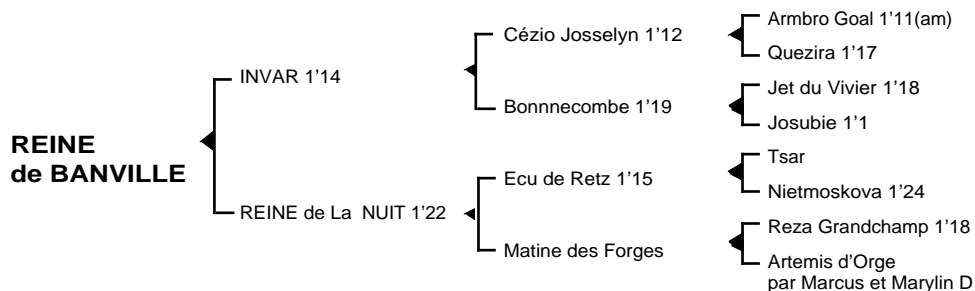 Armbro Goal 1’11(am)
Cézio Josselyn 1’12
Quezira 1’17
INVAR 1’14
Jet du Vivier 1’18
Bonnnecombe 1’19
Josubie 1’1
REINE
de BANVILLE
Tsar
Ecu de Retz 1’15
Nietmoskova 1’24
REINE de La NUIT 1’22
Reza Grandchamp 1’18
Matine des Forges
Artemis d’Orge
par Marcus et Marylin D